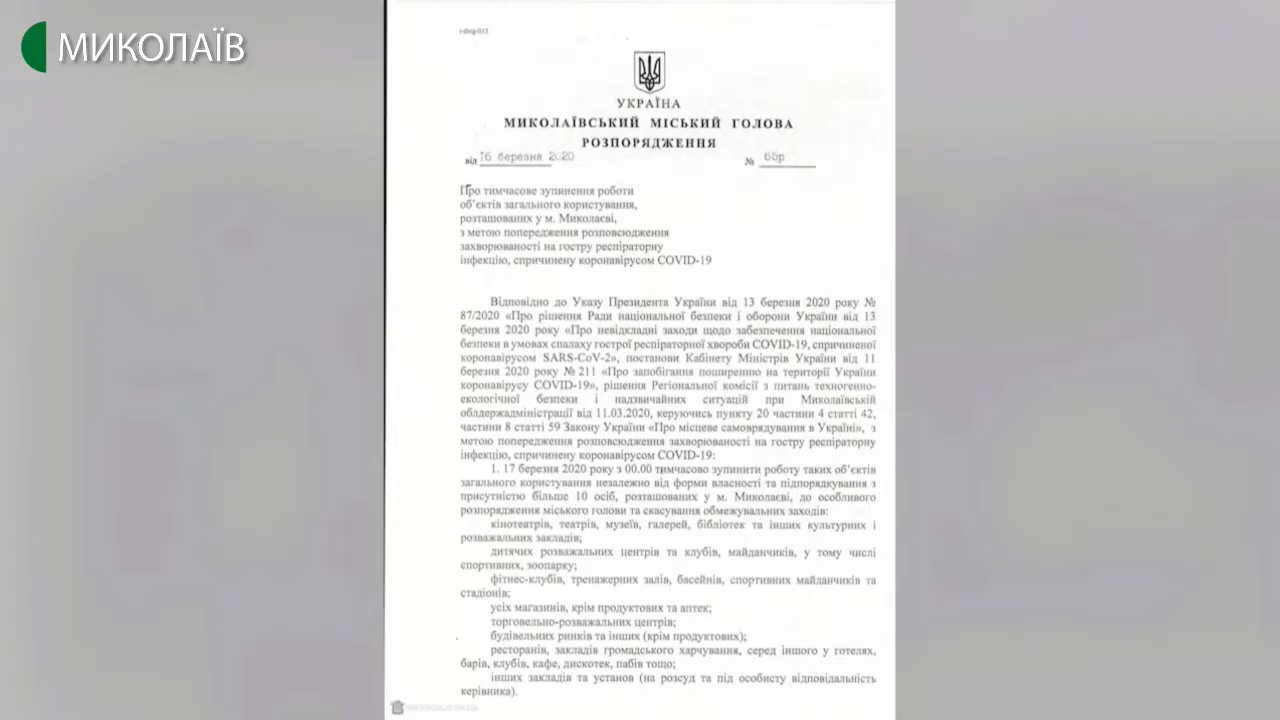 МИКОЛАЇВ
r-dmg-013
УКРАЇНА
МИКОЛАЇВСЬКИЙ МІСЬКИЙ ГОЛОВА
РОЗПОРЯДЖЕННЯ
від 16 березня 2020 № 65р
Про тимчасове зупинення роботи
об'єктів загального користування,
розташованих у м. Миколаєві,
з метою попередження розповсюдження
захворюваності на гостру респіраторну
інфекцію, спричинену коронавірусом COVID-19
Відповідно до Указу Президента України від 13 березня 2020 року №
87/2020 «Про рішення Ради національної безпеки і оборони України від 13
березня 2020 року «Про невідкладні заходи щодо забезпечення національної
безпеки в умовах спалаху гострої респіраторної хвороби COVID-19, спричиненої
коронавірусом SARS-CoV-2», постанови Кабінету Міністрів України від 11
березня 2020 року №211 «Про запобігання поширенню на території України
коронавірусу COVID-19», рішення Регіональної комісії з питань техногенно-
екологічної безпеки і надзвичайних ситуацій при Миколаївській
облдержадміністрації від 11.03.2020, керуючись пункту 20 частини 4 статті 42,
частини 8 статті 59 Закону України «Про місцеве самоврядування в Україні», з
метою попередження розповсюдження захворюваності на гостру респіраторну
інфекцію, спричинену коронавірусом COVID-19:
1. 17 березня 2020 року з 00.00 тимчасово зупинити роботу таких об'єктів
загального користування незалежно від форми власності та підпорядкування з
присутністю більше 10 осіб, розташованих у м. Миколаєві, до особливого
розпорядження міського голови та скасування обмежувальних заходів:
кінотеатрів, театрів, музеїв, галерей, бібліотек та інших культурних і
розважальних закладів;
дитячих розважальних центрів та клубів, майданчиків, у тому числі
спортивних, зоопарку;
фітнес-клубів, тренажерних залів, басейнів, спортивних майданчиків та
стадіонів;
усіх магазинів, крім продуктових та аптек;
торговельно-розважальних центрів;
будівельних ринків та інших (крім продуктових);
ресторанів, закладів громадського харчування, серед іншого у готелях,
барів, клубів, кафе, дискотек, пабів тощо;
інших закладів та установ (на розсуд та під особисту відповідальність
керівника).